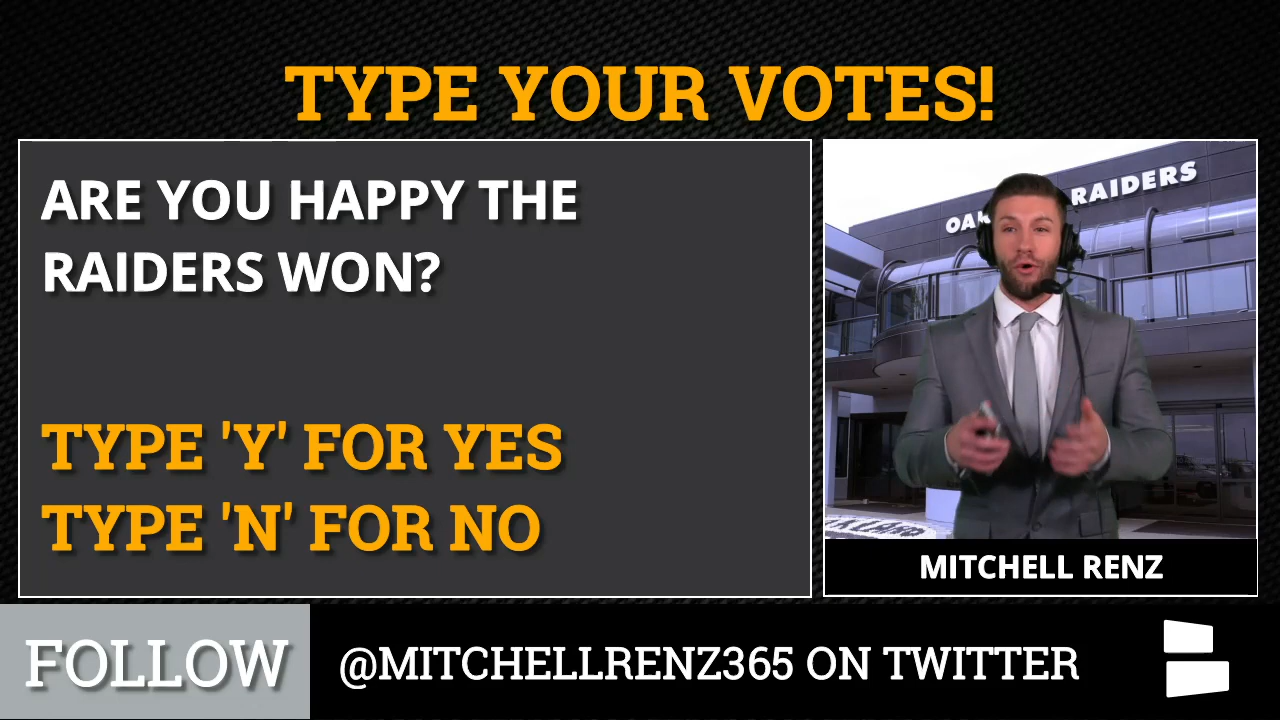 TYPE YOUR VOTES!
ARE YOU HAPPY THE
RAIDERS WON?
TYPE 'Y' FOR YES
TYPE 'N' FOR NO
RAIDERS
MITCHELL RENZ
FOLLOW
@MITCHELLRENZ365 ON TWITTER